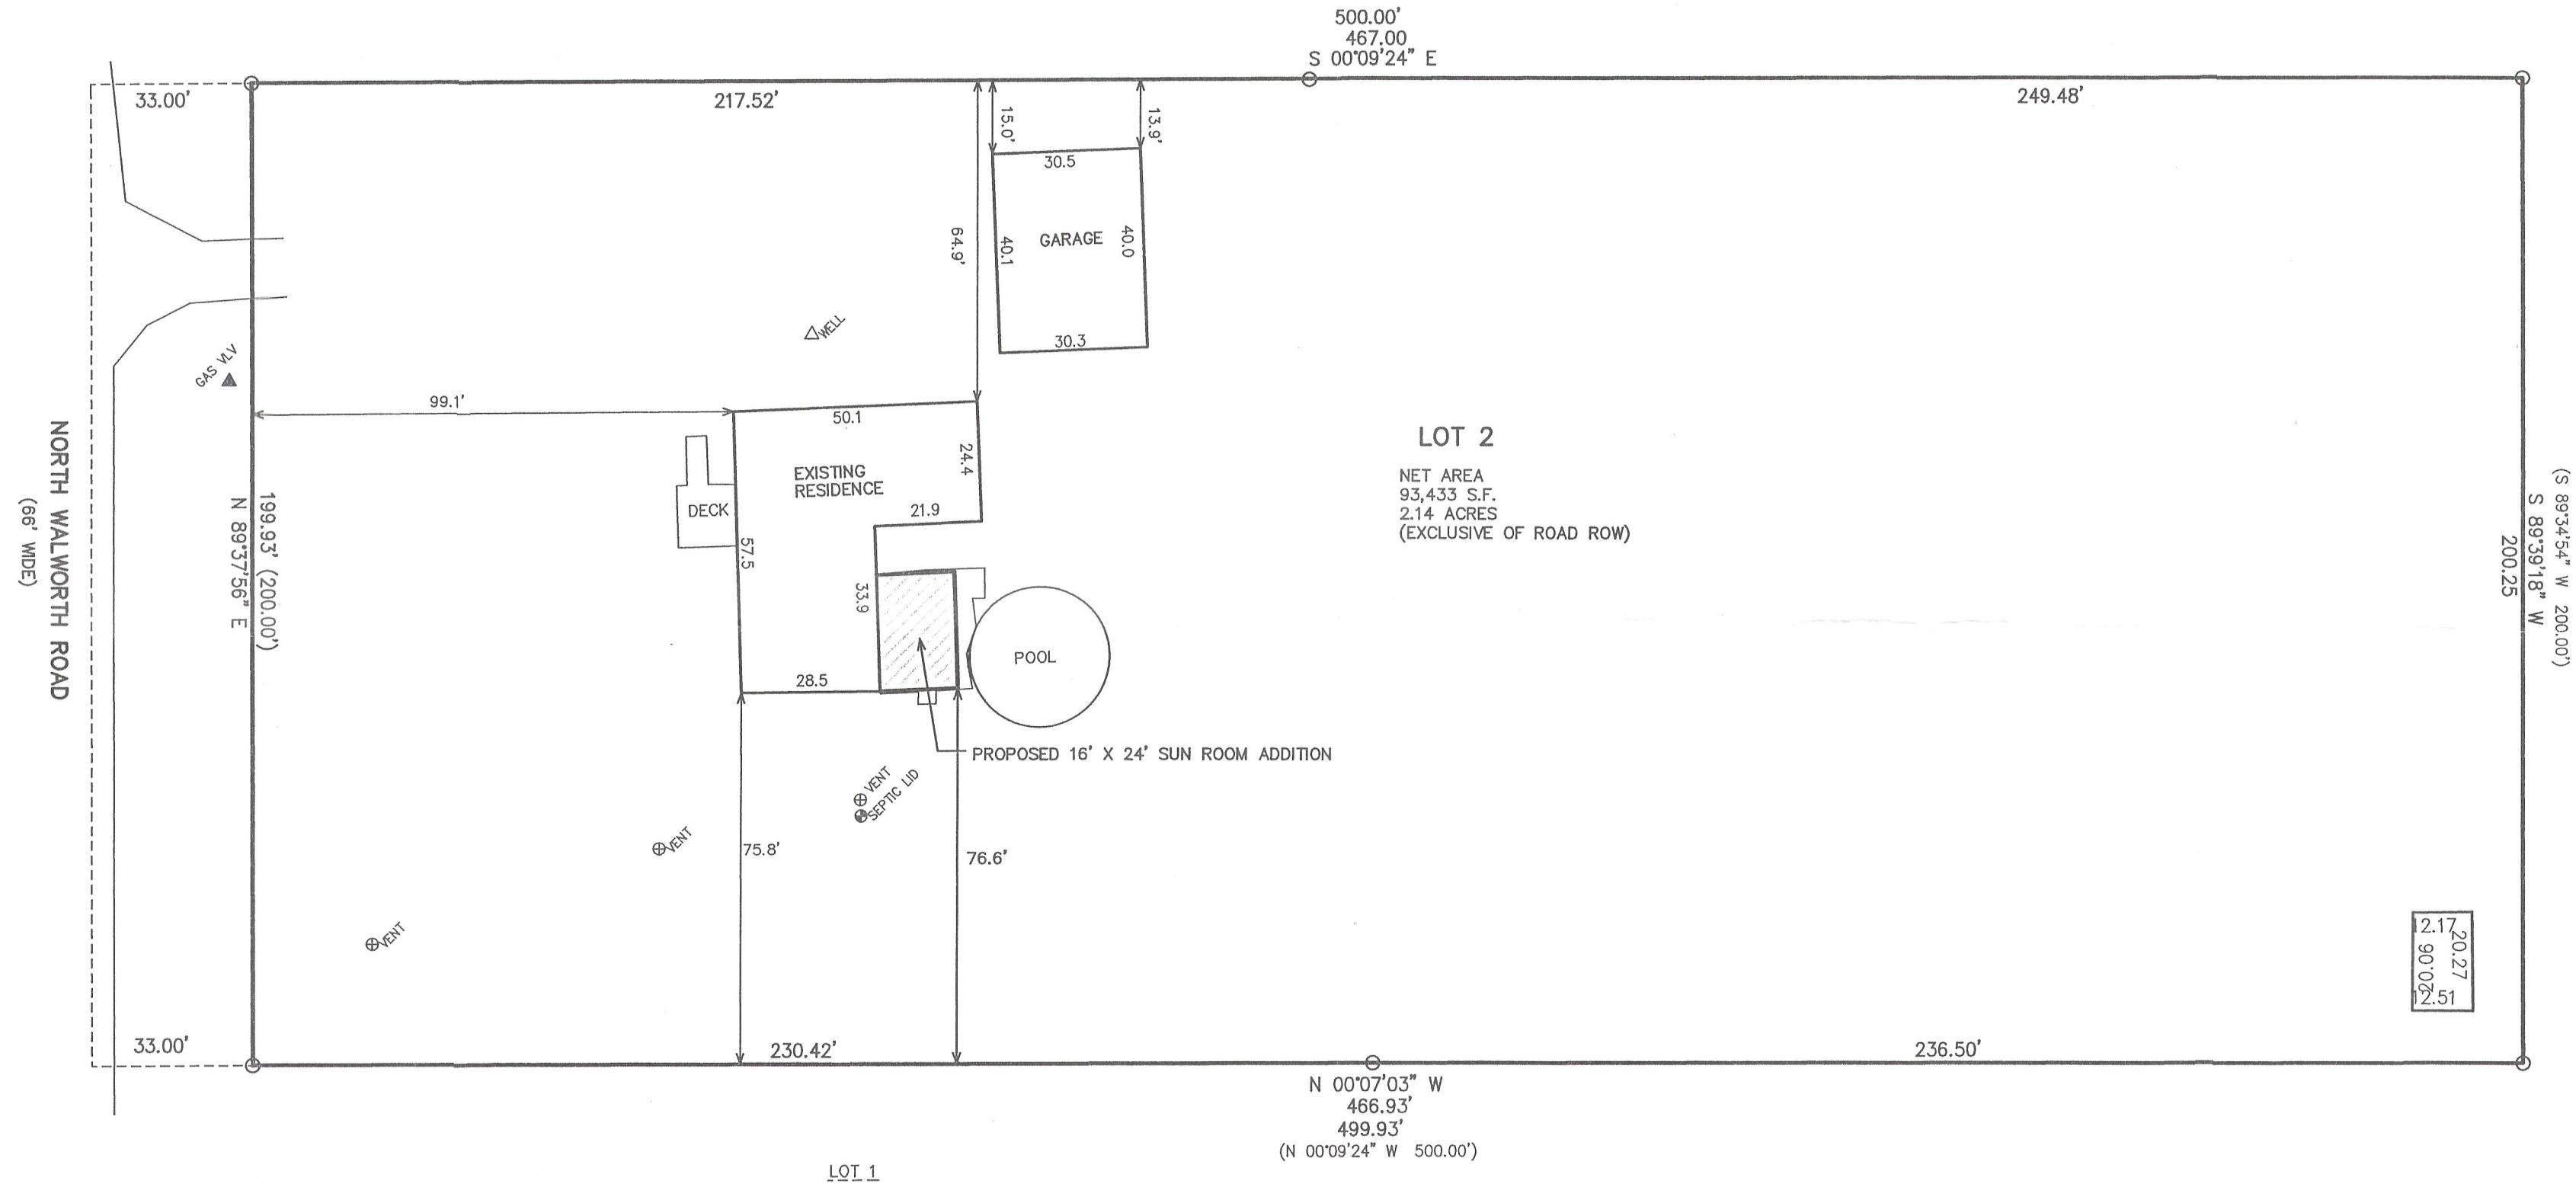 500.00'
467.00
S 00°09'24" E
33.00'
217.52'
249.48'
15.0'
13.9'
30.5
64.9'
40.1
GARAGE
40.0
30.3
WELL
GAS VLV
99.1'
50.1
24.4
EXISTING
RESIDENCE
21.9
DECK
57.5
33.9
28.5
POOL
PROPOSED 16' X 24' SUN ROOM ADDITION
VENT
SEPTIC LID
VENT
VENT
75.8'
76.6'
LOT 2
NET AREA
93,433 S.F.
2.14 ACRES
(EXCLUSIVE OF ROAD ROW)
NORTH WALWORTH ROAD
(66' WIDE)
199.93' (200.00')
N 89°37'56" E
(S 89°34'54" W 200.00')
S 89°39'18" W
200.25
12.17
20.27
20.06
12.51
33.00'
230.42'
236.50'
N 00°07'03" W
466.93'
499.93'
(N 00°09'24" W 500.00')
LOT 1